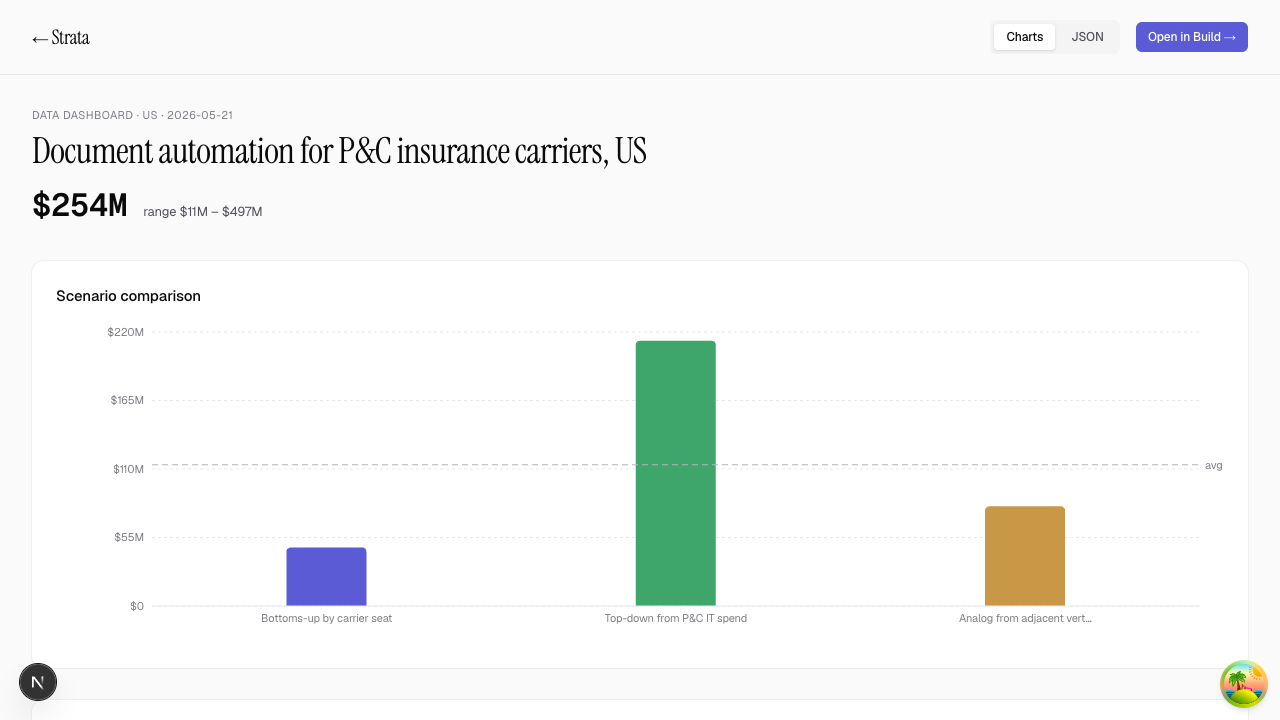 ← Strata
Charts
JSON
Open in Build →
DATA DASHBOARD · US · 2026-05-21
Document automation for P&C insurance carriers, US
$254M
range $11M – $497M
Scenario comparison
$220M
$165M
$110M
avg
$55M
$0
Bottoms-up by carrier seat
Top-down from P&C IT spend
Analog from adjacent vert…
N